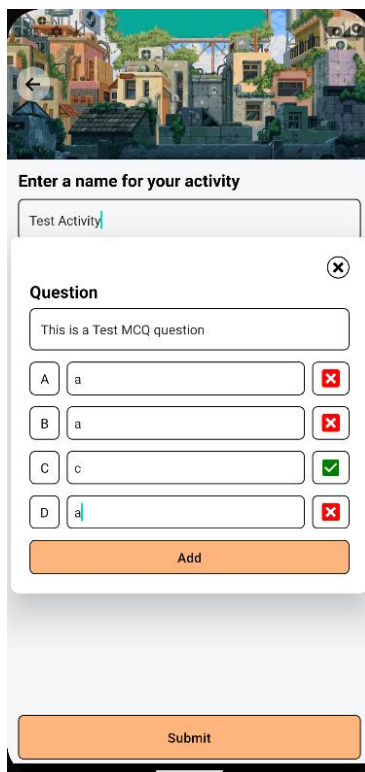 Enter a name for your activity
Test Activity
Question
This is a Test MCQ question
A a
B a
C c
D a
Add
Submit